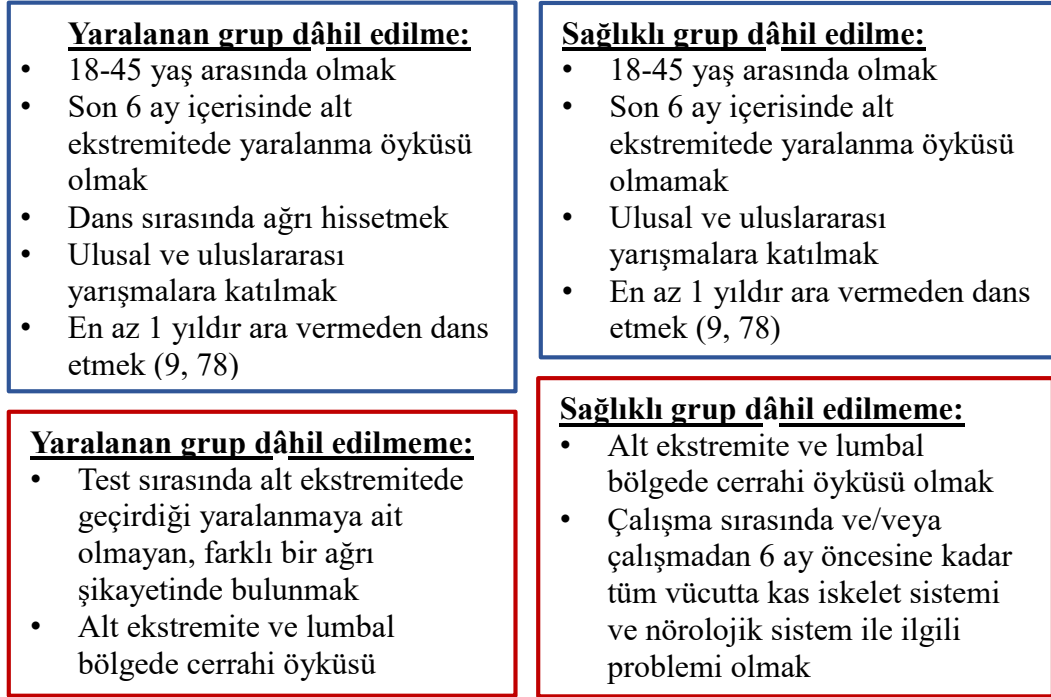 Yaralanan grup dâhil edilme:
• 18-45 yaş arasında olmak
• Son 6 ay içerisinde alt
ekstremitede yaralanma öyküsü
olmak
• Dans sırasında ağrı hissetmek
• Ulusal ve uluslararası
yarışmalara katılmak
• En az 1 yıldır ara vermeden dans
etmek (9, 78)
Sağlıklı grup dâhil edilme:
• 18-45 yaş arasında olmak
• Son 6 ay içerisinde alt
ekstremitede yaralanma öyküsü
olmamak
• Ulusal ve uluslararası
yarışmalara katılmak
• En az 1 yıldır ara vermeden dans
etmek (9, 78)
Yaralanan grup dâhil edilmeme:
• Test sırasında alt ekstremitede
geçirdiği yaralanmaya ait
olmayan, farklı bir ağrı
şikayetinde bulunmak
• Alt ekstremite ve lumbal
bölgede cerrahi öyküsü
Sağlıklı grup dâhil edilmeme:
• Alt ekstremite ve lumbal
bölgede cerrahi öyküsü olmak
• Çalışma sırasında ve/veya
çalışmadan 6 ay öncesine kadar
tüm vücutta kas iskelet sistemi
ve nörolojik sistem ile ilgili
problemi olmak